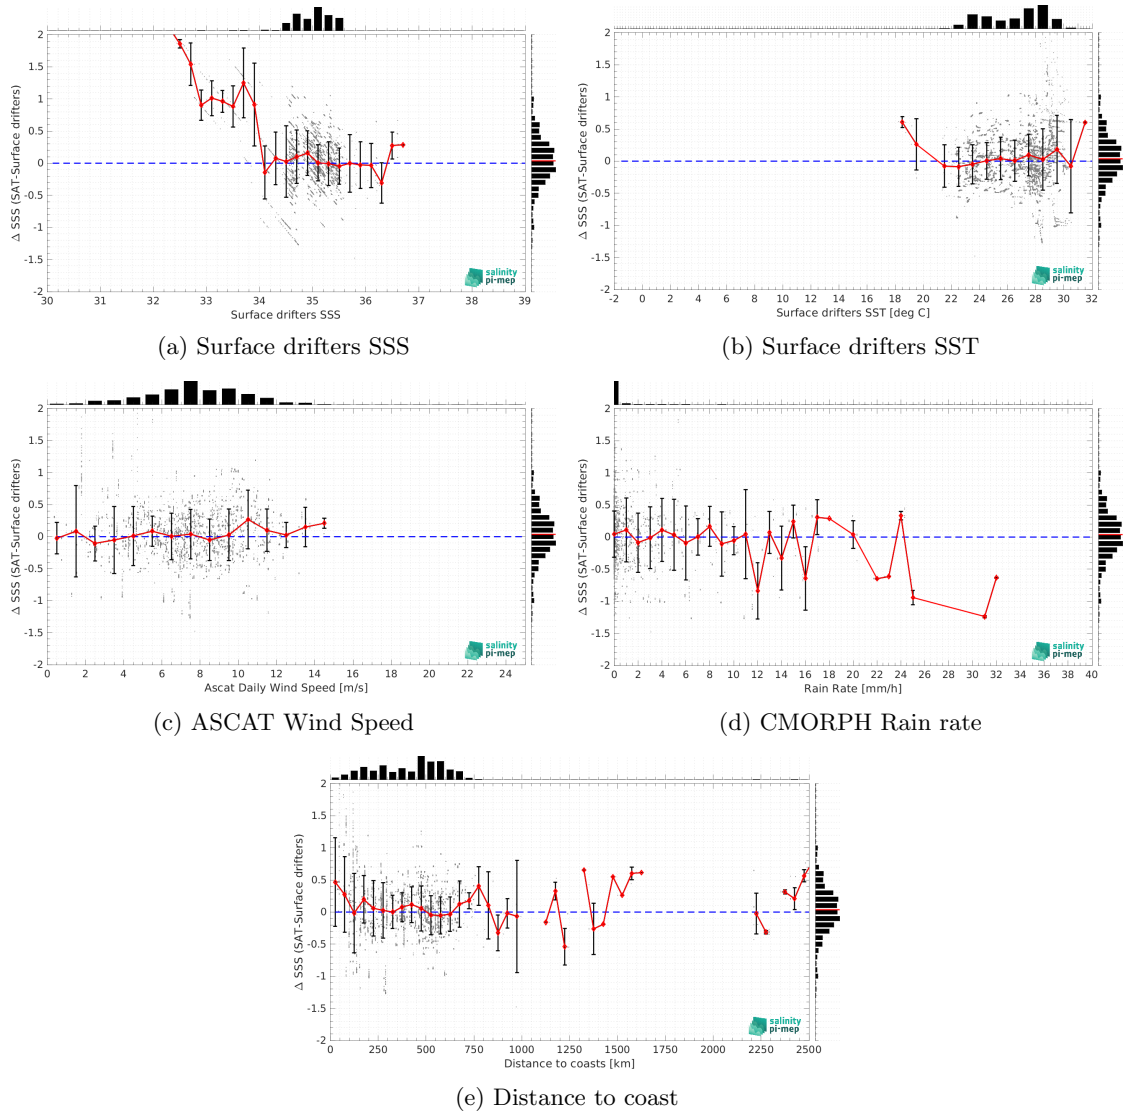 2
1.5
1
0.5
0
-0.5
-1
-1.5
-2
Δ SSS (SAT-Surface drifters)
salinity
pi-mep
30 31 32 33 34 35 36 37 38 39
Surface drifters SSS
(a) Surface drifters SSS
2
1.5
1
0.5
0
-0.5
-1
-1.5
-2
Δ SSS (SAT-Surface drifters)
salinity
pi-mep
-2 0 2 4 6 8 10 12 14 16 18 20 22 24 26 28 30 32
Surface drifters SST [deg C]
(b) Surface drifters SST
2
1.5
1
0.5
0
-0.5
-1
-1.5
-2
Δ SSS (SAT-Surface drifters)
salinity
pi-mep
0 2 4 6 8 10 12 14 16 18 20 22 24
Ascat Daily Wind Speed [m/s]
(c) ASCAT Wind Speed
2
1.5
1
0.5
0
-0.5
-1
-1.5
-2
Δ SSS (SAT-Surface drifters)
salinity
pi-mep
0 2 4 6 8 10 12 14 16 18 20 22 24 26 28 30 32 34 36 38 40
Rain Rate [mm/h]
(d) CMORPH Rain rate
2
1.5
1
0.5
0
-0.5
-1
-1.5
-2
Δ SSS (SAT-Surface drifters)
salinity
pi-mep
0 250 500 750 1000 1250 1500 1750 2000 2250 2500
Distance to coasts [km]
(e) Distance to coast